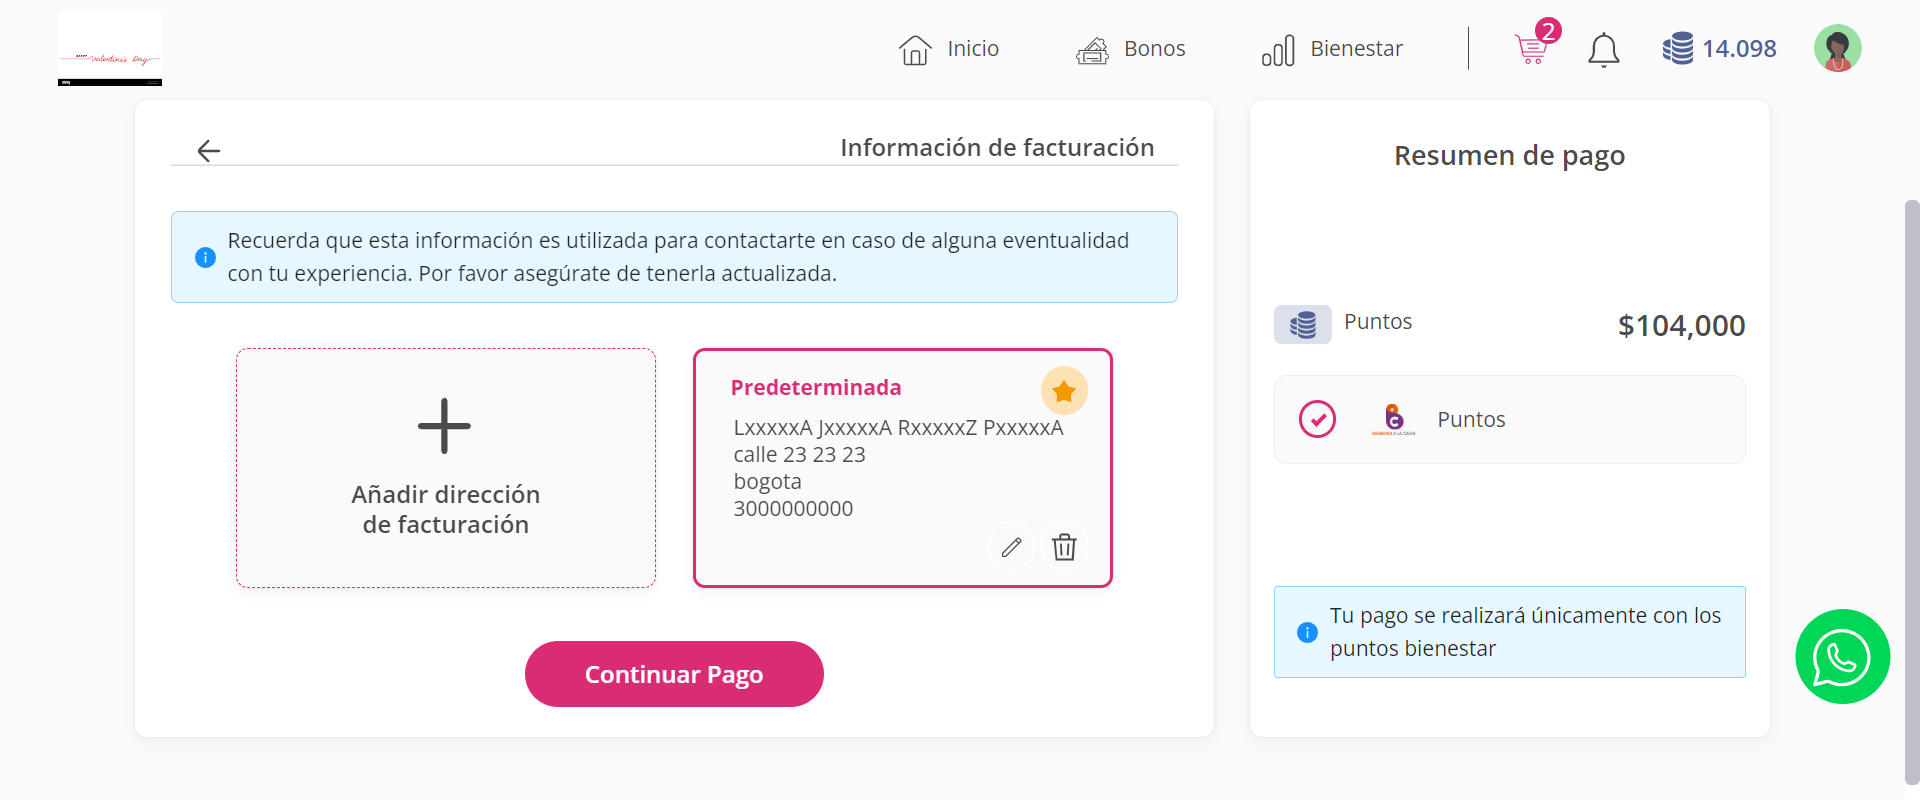 Valentine's Day
Inicio
Bonos
Bienestar
2
14.098
Información de facturación
Recuerda que esta información es utilizada para contactarte en caso de alguna eventualidad
con tu experiencia. Por favor asegúrate de tenerla actualizada.
Añadir dirección
de facturación
Predeterminada
LxxxxxA JxxxxxA RxxxxxZ PxxxxxA
calle 23 23 23
bogota
3000000000
Continuar Pago
Resumen de pago
Puntos
$104,000
Puntos
Tu pago se realizará únicamente con los
puntos bienestar